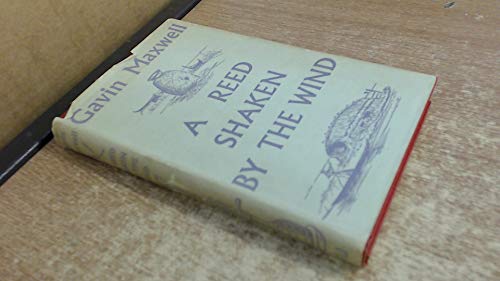 Gavin Maxwell
A REED
SHAKEN
BY THE WIND